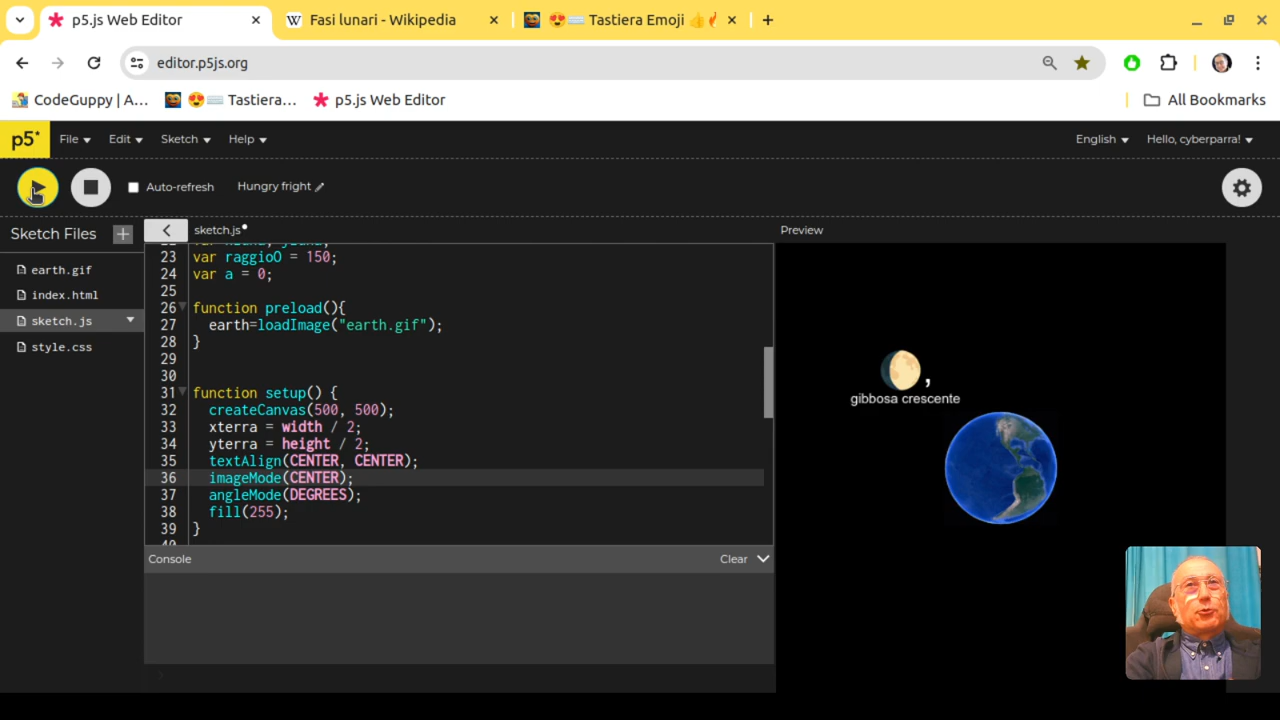 p5.js Web Editor
Fasi lunari - Wikipedia
😍⌨️ Tastiera Emoji 👍🔥
editor.p5js.org
CodeGuppy | A...
😍⌨️ Tastiera...
p5.js Web Editor
All Bookmarks
p5*
File
Edit
Sketch
Help
English
Hello, cyberparra!
Auto-refresh
Hungry fright
Sketch Files
sketch.js
Preview
earth.gif
index.html
sketch.js
style.css
23 var raggioO = 150;
24 var a = 0;
25
26 function preload(){
27 earth=loadImage("earth.gif");
28 }
29
30
31 function setup() {
32 createCanvas(500, 500);
33 xterra = width / 2;
34 yterra = height / 2;
35 textAlign(CENTER, CENTER);
36 imageMode(CENTER);
37 angleMode(DEGREES);
38 fill(255);
39 }
Console
Clear
,
gibbosa crescente